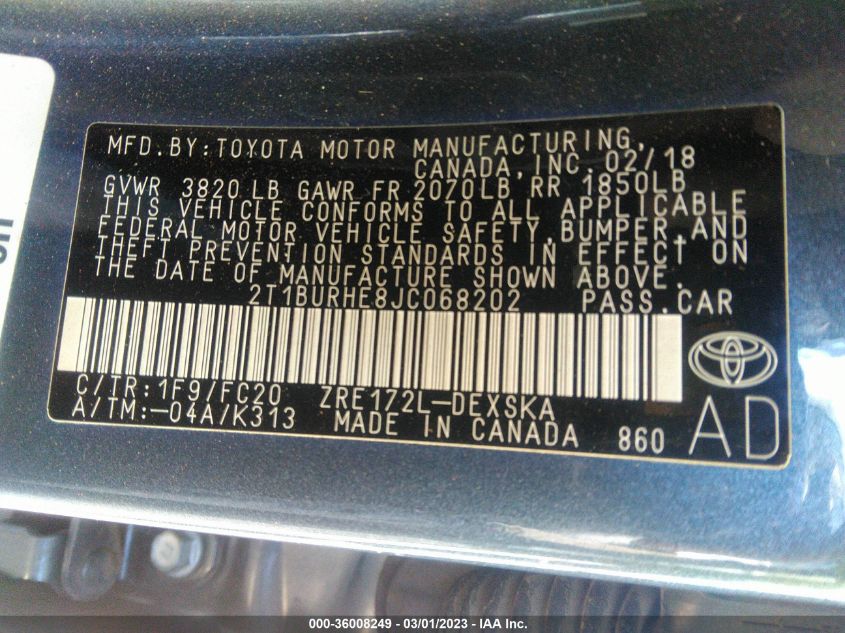 MFD.BY:TOYOTA MOTOR MANUFACTURING,
CANADA,INC. 02/18
GVWR 3820 LB GAWR FR 2070LB RR 1850LB
THIS VEHICLE CONFORMS TO ALL APPLICABLE
FEDERAL MOTOR VEHICLE SAFETY,BUMPER,AND
THEFT PREVENTION STANDARDS IN EFFECT ON
THE DATE OF MANUFACTURE SHOWN ABOVE.
2T1BURHE8JC068202 PASS.CAR
C/TR:1F9/FC20 ZRE172L-DEXSKA
A/TM:-04A/K313 MADE IN CANADA 860 AD
000-36008249 — 03/01/2023 — IAA Inc.